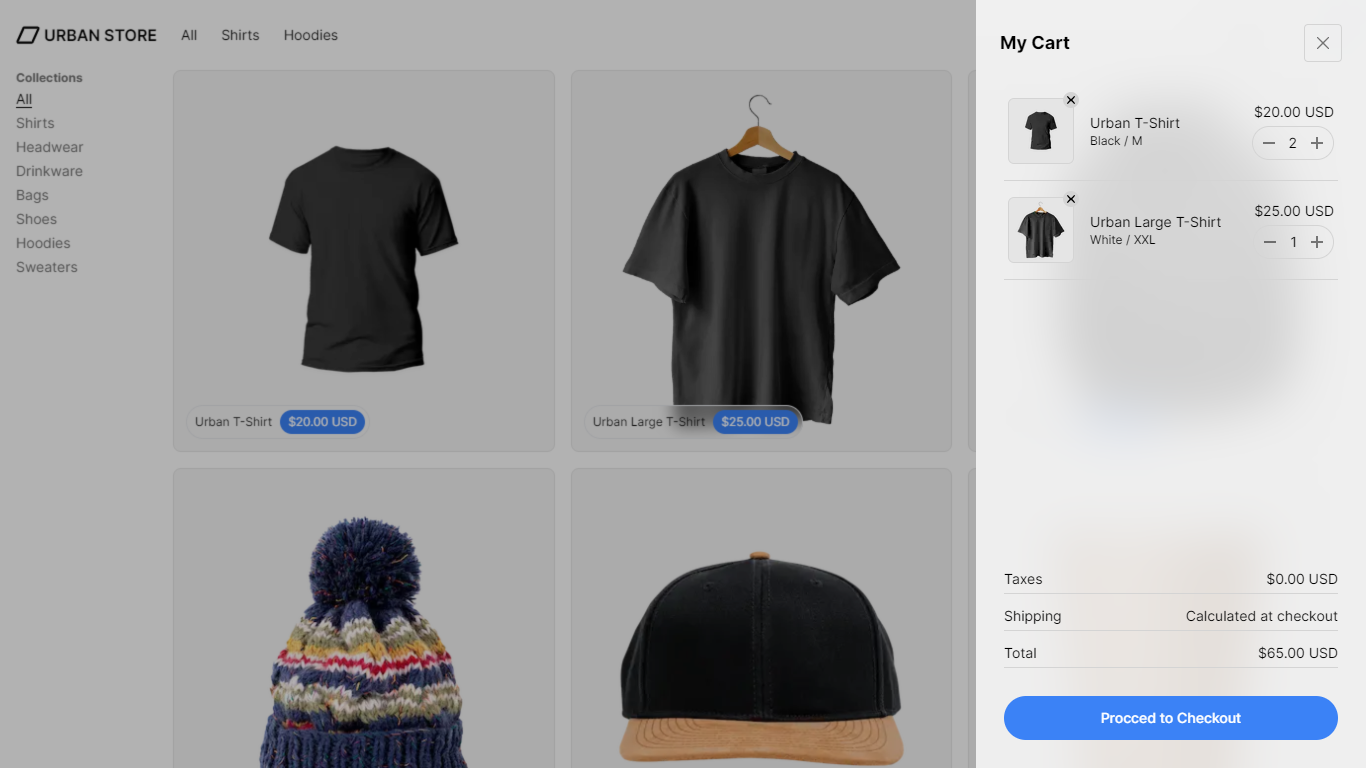 URBAN STORE
All
Shirts
Hoodies
Collections
All
Shirts
Headwear
Drinkware
Bags
Shoes
Hoodies
Sweaters
Urban T-Shirt
$20.00 USD
Urban Large T-Shirt
$25.00 USD
My Cart
Urban T-Shirt
Black / M
$20.00 USD
2
Urban Large T-Shirt
White / XXL
$25.00 USD
1
Taxes
$0.00 USD
Shipping
Calculated at checkout
Total
$65.00 USD
Procced to Checkout